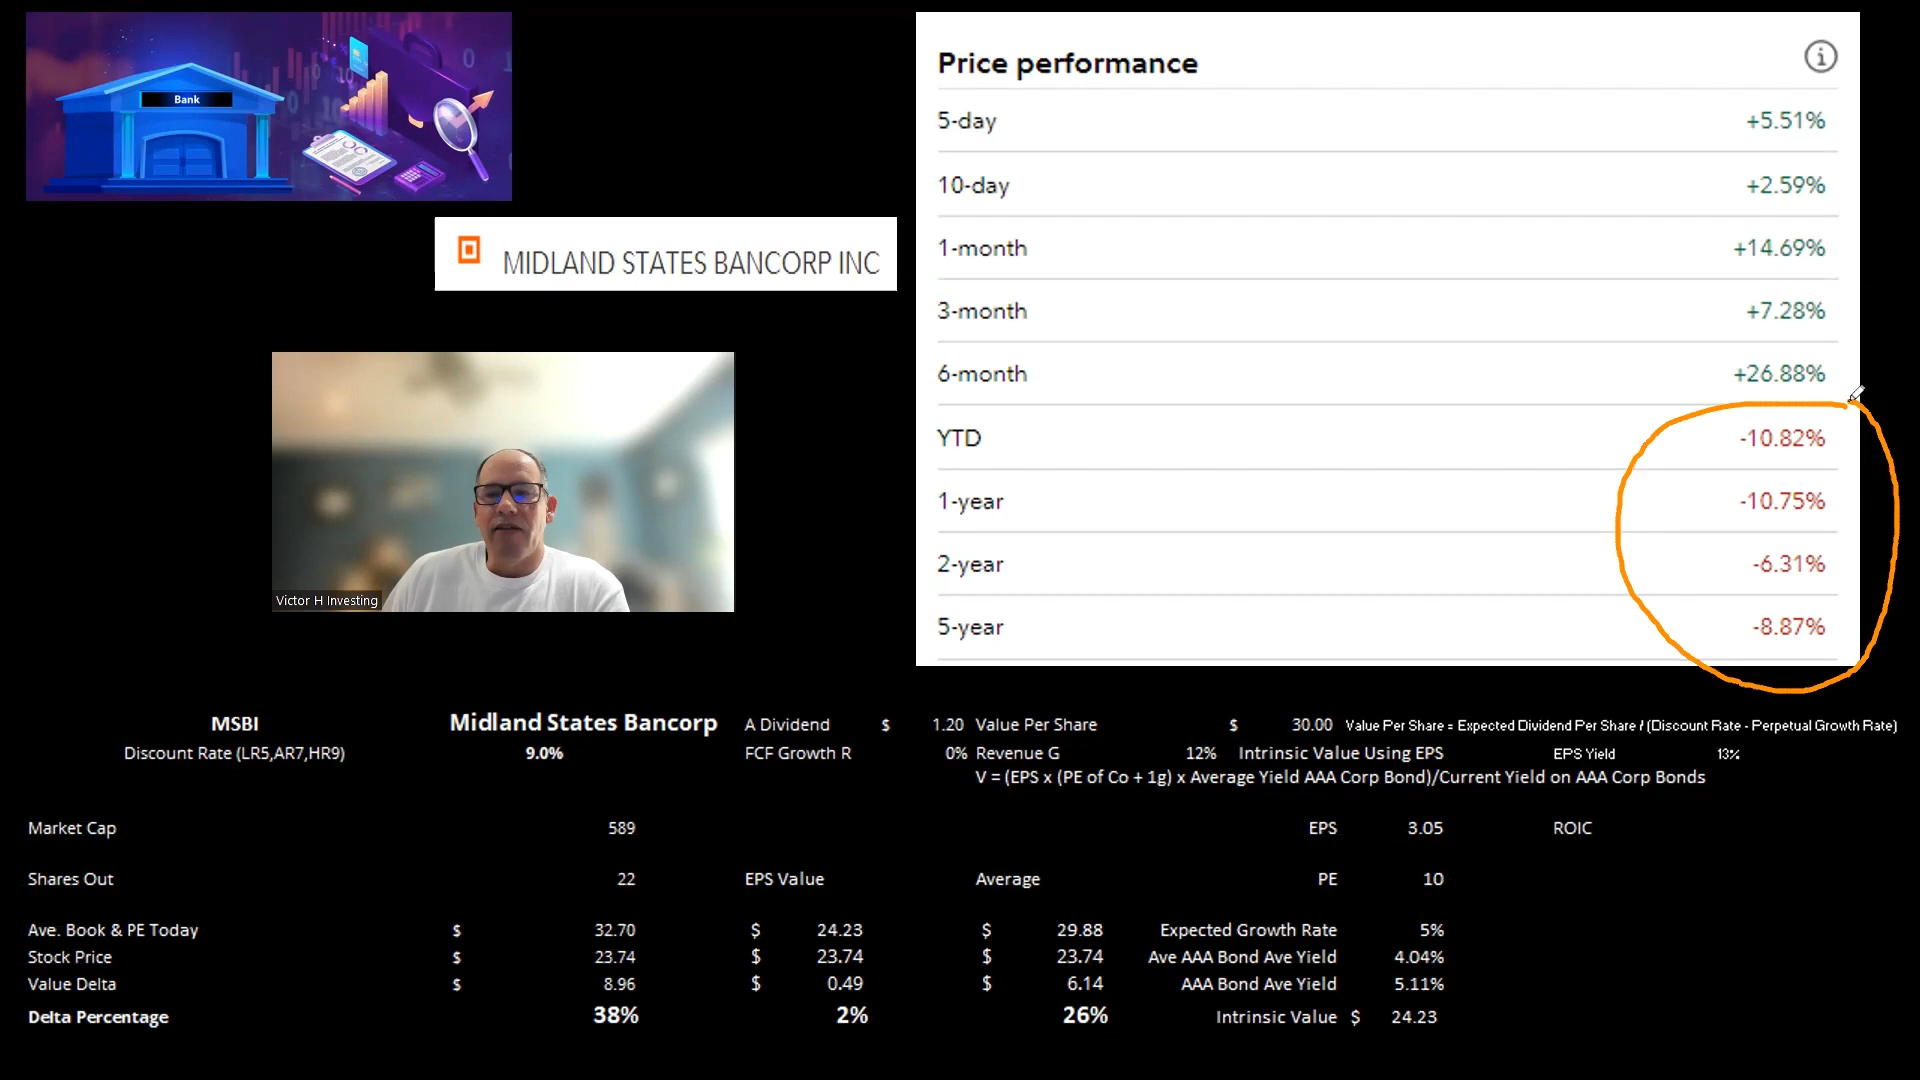 Bank
MIDLAND STATES BANCORP INC
Victor H Investing
Price performance
5-day +5.51%
10-day +2.59%
1-month +14.69%
3-month +7.28%
6-month +26.88%
YTD -10.82%
1-year -10.75%
2-year -6.31%
5-year -8.87%
MSBI Midland States Bancorp A Dividend $ 1.20 Value Per Share $ 30.00 Value Per Share = Expected Dividend Per Share / (Discount Rate - Perpetual Growth Rate)
Discount Rate (LR5,AR7,HR9) 9.0% FCF Growth R 0% Revenue G 12% Intrinsic Value Using EPS EPS Yield 13%
V = (EPS x (PE of Co + 1g) x Average Yield AAA Corp Bond)/Current Yield on AAA Corp Bonds
Market Cap 589 EPS 3.05 ROIC
Shares Out 22 EPS Value Average PE 10
Ave. Book & PE Today $ 32.70 $ 24.23 $ 29.88 Expected Growth Rate 5%
Stock Price $ 23.74 $ 23.74 $ 23.74 Ave AAA Bond Ave Yield 4.04%
Value Delta $ 8.96 $ 0.49 $ 6.14 AAA Bond Ave Yield 5.11%
Delta Percentage 38% 2% 26% Intrinsic Value $ 24.23